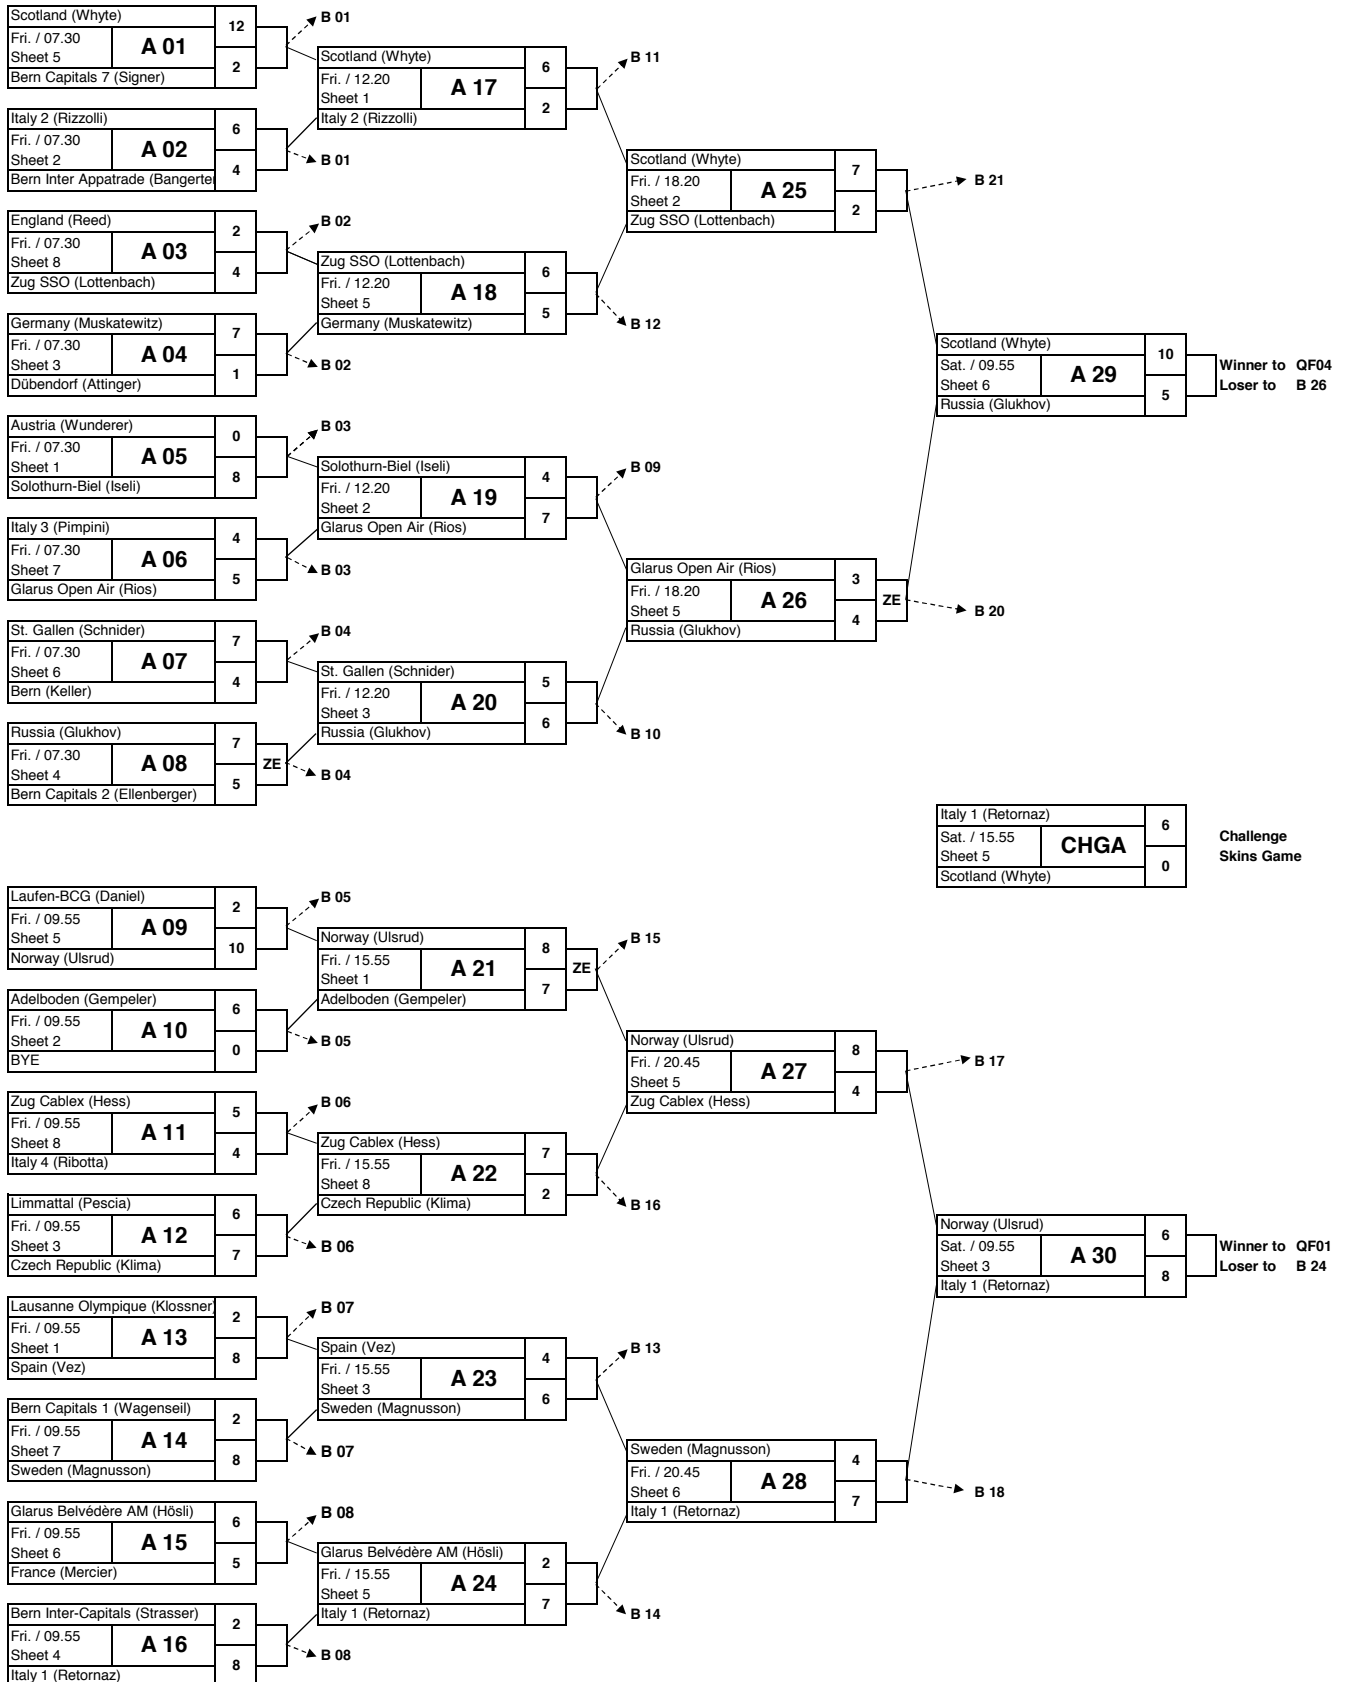 Scotland (Whyte)
12
Fri. / 07.30
Sheet 5
A 01
2
Bern Capitals 7 (Signer)
B 01
Italy 2 (Rizzolli)
6
Fri. / 07.30
Sheet 2
A 02
4
Bern Inter Appatrade (Bangerter
B 01
England (Reed)
2
Fri. / 07.30
Sheet 8
A 03
4
Zug SSO (Lottenbach)
B 02
Germany (Muskatewitz)
7
Fri. / 07.30
Sheet 3
A 04
1
Dübendorf (Attinger)
B 02
Austria (Wunderer)
0
Fri. / 07.30
Sheet 1
A 05
8
Solothurn-Biel (Iseli)
B 03
Italy 3 (Pimpini)
4
Fri. / 07.30
Sheet 7
A 06
5
Glarus Open Air (Rios)
B 03
St. Gallen (Schnider)
7
Fri. / 07.30
Sheet 6
A 07
4
Bern (Keller)
B 04
Russia (Glukhov)
7
Fri. / 07.30
Sheet 4
A 08
5
ZE
Bern Capitals 2 (Ellenberger)
B 04
Scotland (Whyte)
6
Fri. / 12.20
Sheet 1
A 17
2
Italy 2 (Rizzolli)
B 11
Zug SSO (Lottenbach)
6
Fri. / 12.20
Sheet 5
A 18
5
Germany (Muskatewitz)
B 12
Solothurn-Biel (Iseli)
4
Fri. / 12.20
Sheet 2
A 19
7
Glarus Open Air (Rios)
B 09
St. Gallen (Schnider)
5
Fri. / 12.20
Sheet 3
A 20
6
Russia (Glukhov)
B 10
Scotland (Whyte)
7
Fri. / 18.20
Sheet 2
A 25
2
Zug SSO (Lottenbach)
B 21
Glarus Open Air (Rios)
3
Fri. / 18.20
Sheet 5
A 26
4
ZE
Russia (Glukhov)
B 20
Scotland (Whyte)
10
Sat. / 09.55
Sheet 6
A 29
5
Russia (Glukhov)
Winner to QF04
Loser to B 26
Italy 1 (Retornaz)
6
Sat. / 15.55
Sheet 5
CHGA
0
Scotland (Whyte)
Challenge
Skins Game
Laufen-BCG (Daniel)
2
Fri. / 09.55
Sheet 5
A 09
10
Norway (Ulsrud)
B 05
Adelboden (Gempeler)
6
Fri. / 09.55
Sheet 2
A 10
0
BYE
B 05
Zug Cablex (Hess)
5
Fri. / 09.55
Sheet 8
A 11
4
Italy 4 (Ribotta)
B 06
Limmattal (Pescia)
6
Fri. / 09.55
Sheet 3
A 12
7
Czech Republic (Klima)
B 06
Lausanne Olympique (Klossner)
2
Fri. / 09.55
Sheet 1
A 13
8
Spain (Vez)
B 07
Bern Capitals 1 (Wagenseil)
2
Fri. / 09.55
Sheet 7
A 14
8
Sweden (Magnusson)
B 07
Glarus Belvédère AM (Hösli)
6
Fri. / 09.55
Sheet 6
A 15
5
France (Mercier)
B 08
Bern Inter-Capitals (Strasser)
2
Fri. / 09.55
Sheet 4
A 16
8
Italy 1 (Retornaz)
B 08
Norway (Ulsrud)
8
Fri. / 15.55
Sheet 1
A 21
7
ZE
Adelboden (Gempeler)
B 15
Zug Cablex (Hess)
7
Fri. / 15.55
Sheet 8
A 22
2
Czech Republic (Klima)
B 16
Spain (Vez)
4
Fri. / 15.55
Sheet 3
A 23
6
Sweden (Magnusson)
B 13
Glarus Belvédère AM (Hösli)
2
Fri. / 15.55
Sheet 5
A 24
7
Italy 1 (Retornaz)
B 14
Norway (Ulsrud)
8
Fri. / 20.45
Sheet 5
A 27
4
Zug Cablex (Hess)
B 17
Sweden (Magnusson)
4
Fri. / 20.45
Sheet 6
A 28
7
Italy 1 (Retornaz)
B 18
Norway (Ulsrud)
6
Sat. / 09.55
Sheet 3
A 30
8
Italy 1 (Retornaz)
Winner to QF01
Loser to B 24